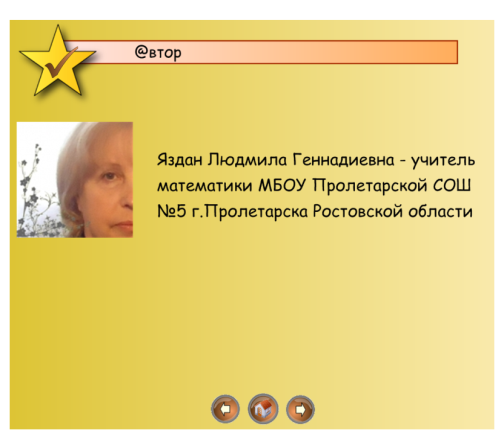 @втор
Яздан Людмила Геннадиевна - учитель
математики МБОУ Пролетарской СОШ
№5 г.Пролетарска Ростовской области